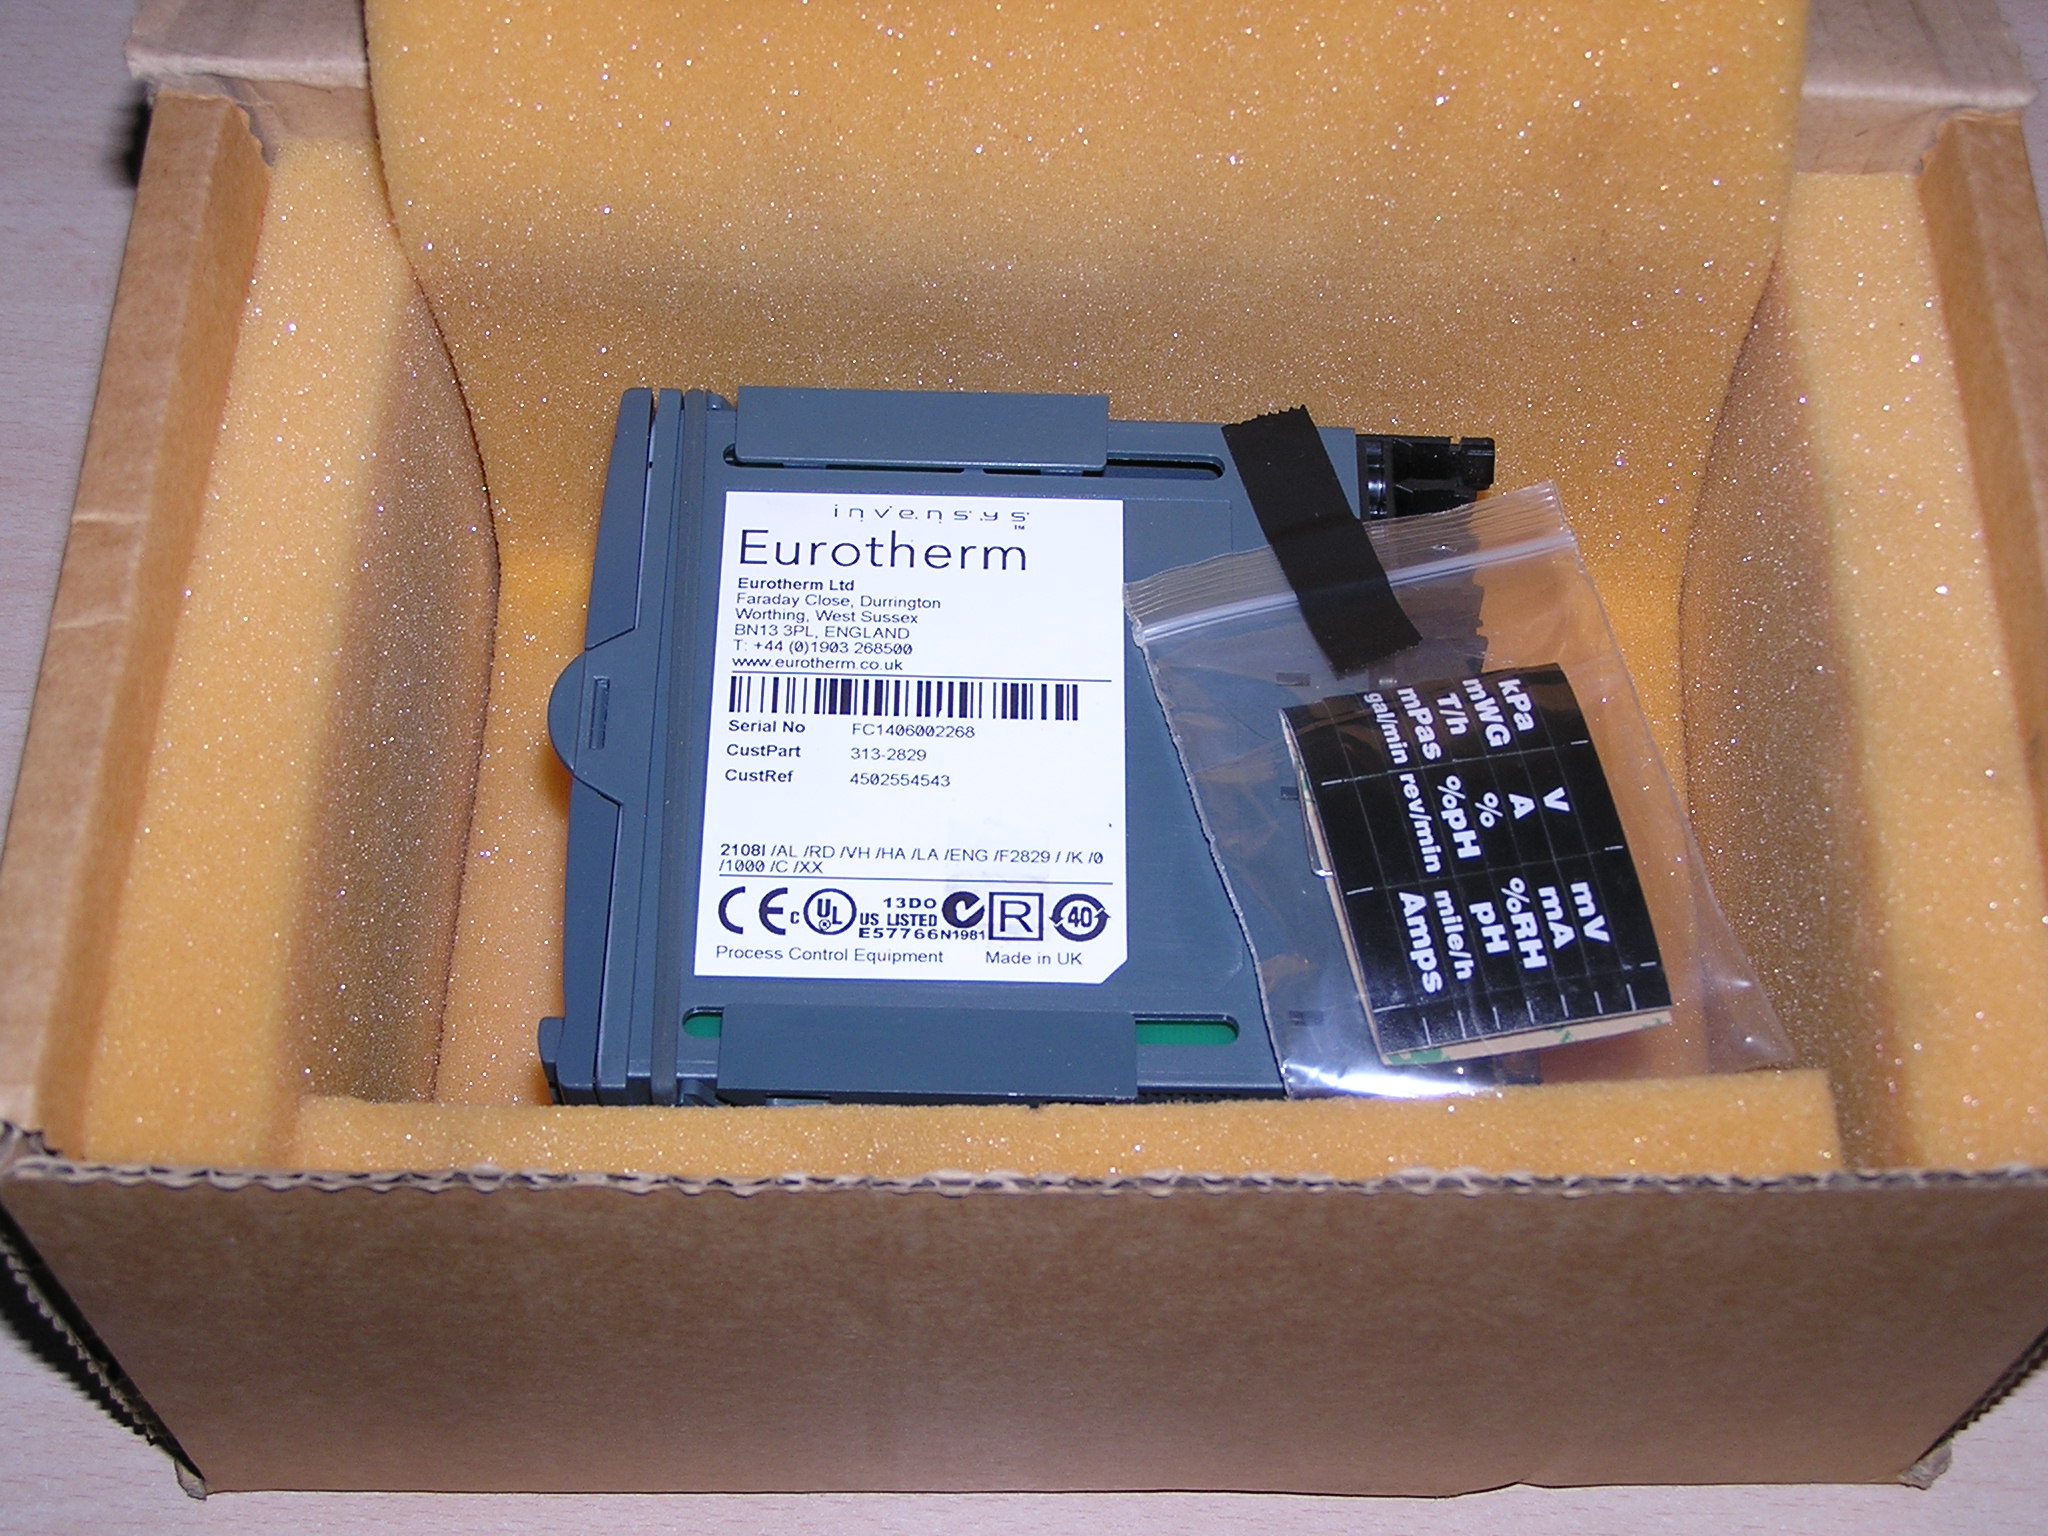 invensys™
Eurotherm
Eurotherm Ltd
Faraday Close, Durrington
Worthing, West Sussex
BN13 3PL, ENGLAND
T: +44 (0)1903 268500
www.eurotherm.co.uk
Serial No FC1406002268
CustPart 313-2829
CustRef 4502554543
2108I /AL /RD /VH /HA /LA /ENG /F2829 / /K /0
/1000 /C /XX
CE c UL US LISTED 13DO E57766 N1981 R 40
Process Control Equipment Made in UK
kPa V mV
mWG A mA
T/h % %RH
mPas %pH pH
gal/min rev/min mile/h
Amps